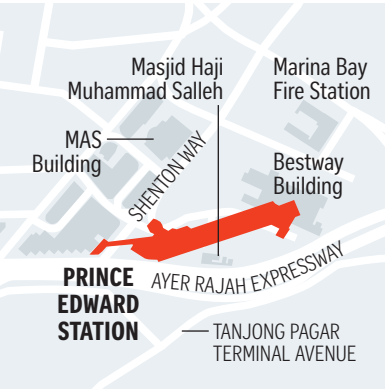 Masjid Haji
Muhammad Salleh
Marina Bay
Fire Station
MAS
Building
SHENTON WAY
Bestway
Building
PRINCE
EDWARD
STATION
AYER RAJAH EXPRESSWAY
TANJONG PAGAR
TERMINAL AVENUE